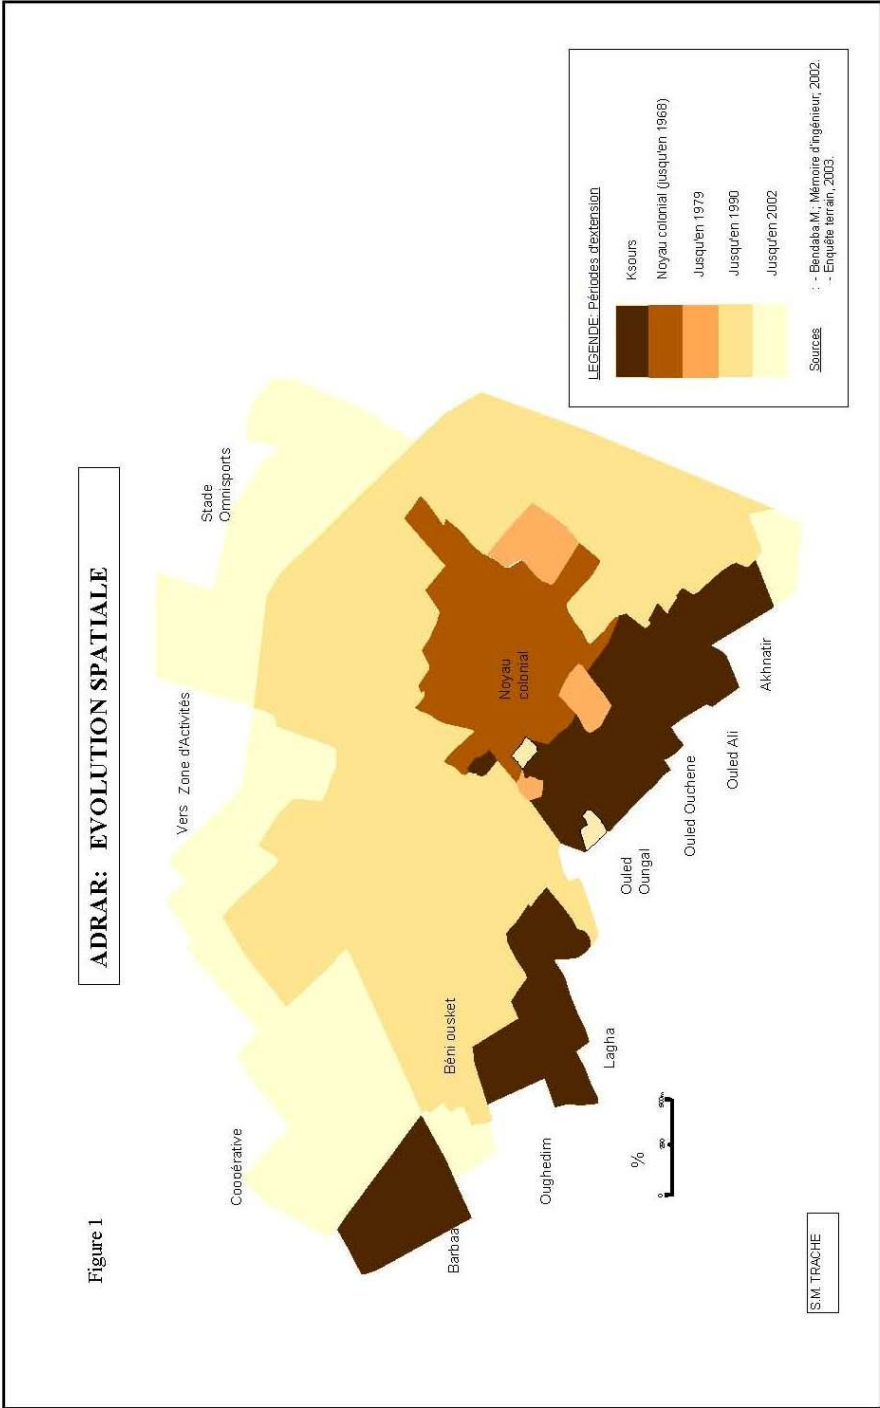 Figure 1
ADRAR: EVOLUTION SPATIALE
Stade
Omnisports
Vers Zone d'Activités
Coopérative
Noyau
colonial
Béni ousket
Barbaa
Oughedim
Lagha
Ouled
Oungal
Ouled Ouchene
Ouled Ali
Akhnatir
%
0
S.M. TRACHE
LEGENDE: Périodes d'extension
Ksours
Noyau colonial (jusqu'en 1968)
Jusqu'en 1979
Jusqu'en 1990
Jusqu'en 2002
Sources : - Bendaba.M.; Mémoire d'ingénieur; 2002.
- Enquête terrain, 2003.